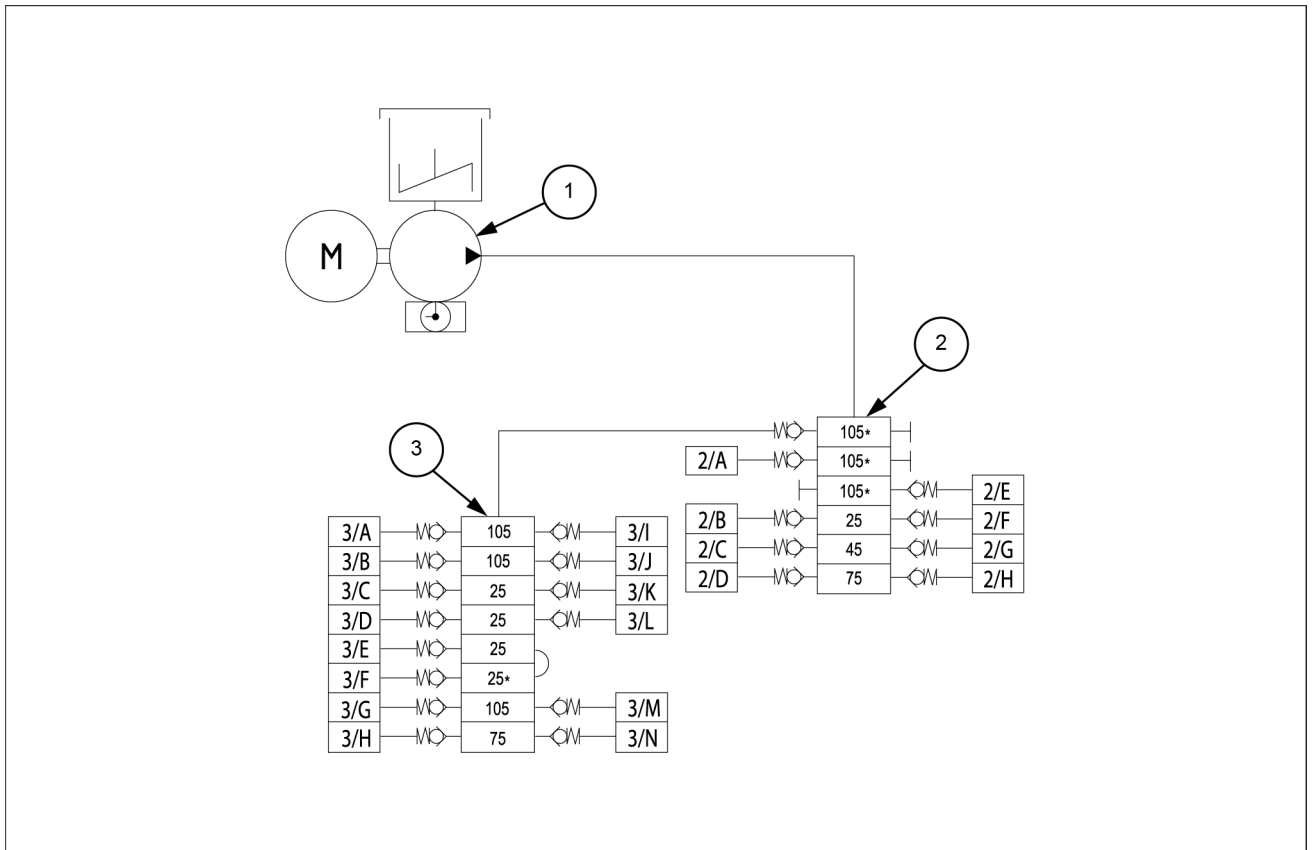 1
M
2
105*
2/A 105*
105* 2/E
2/B 25 2/F
2/C 45 2/G
2/D 75 2/H
3
3/A 105 3/I
3/B 105 3/J
3/C 25 3/K
3/D 25 3/L
3/E 25
3/F 25*
3/G 105 3/M
3/H 75 3/N